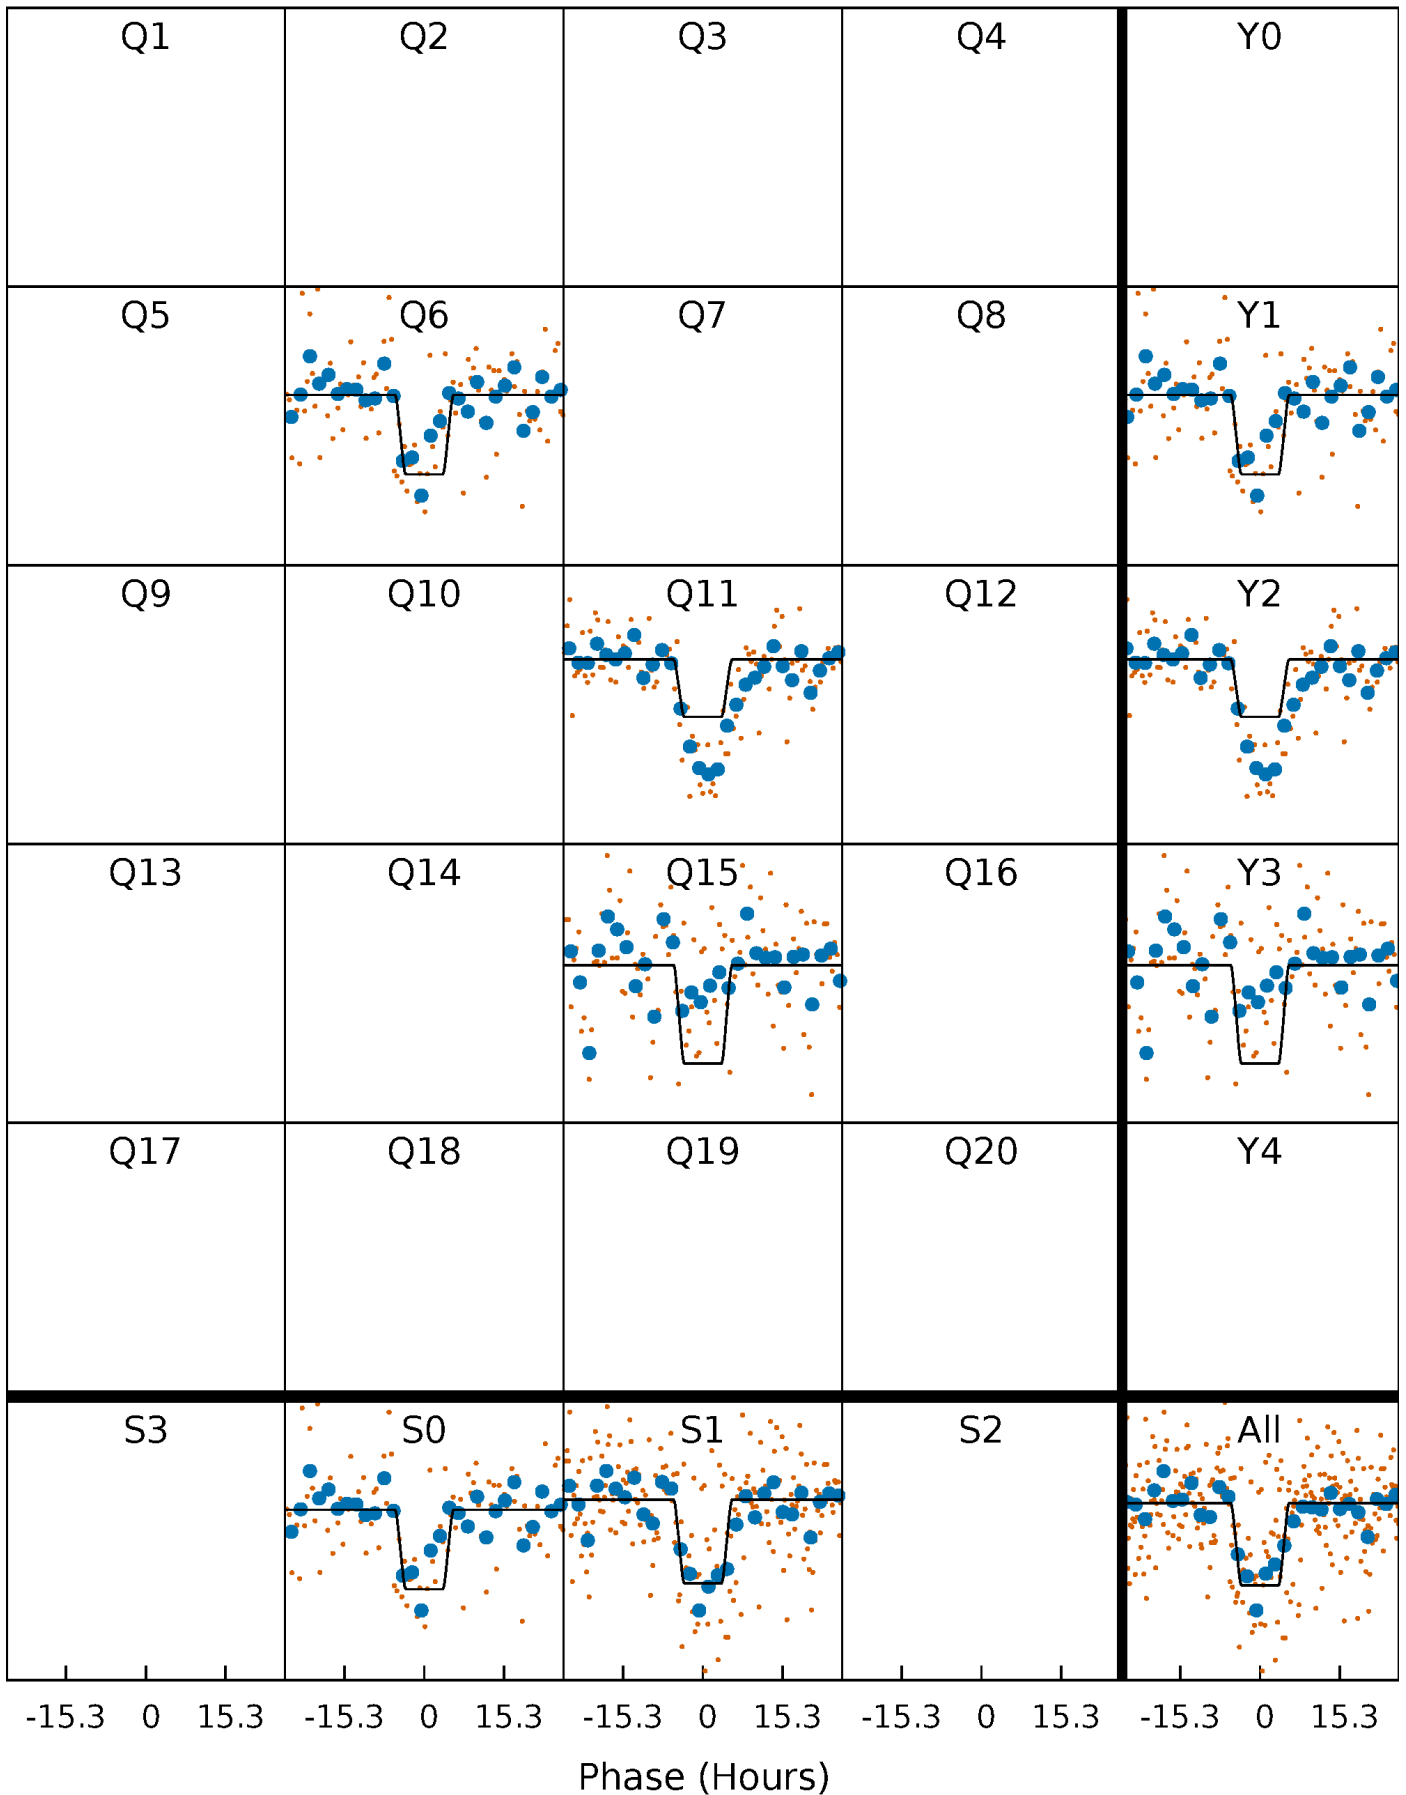 Q1 Q2 Q3 Q4 Y0
Q5 Q6 Q7 Q8 Y1
Q9 Q10 Q11 Q12 Y2
Q13 Q14 Q15 Q16 Y3
Q17 Q18 Q19 Q20 Y4
S3 S0 S1 S2 All
-15.3 0 15.3 -15.3 0 15.3 -15.3 0 15.3 -15.3 0 15.3 -15.3 0 15.3
Phase (Hours)